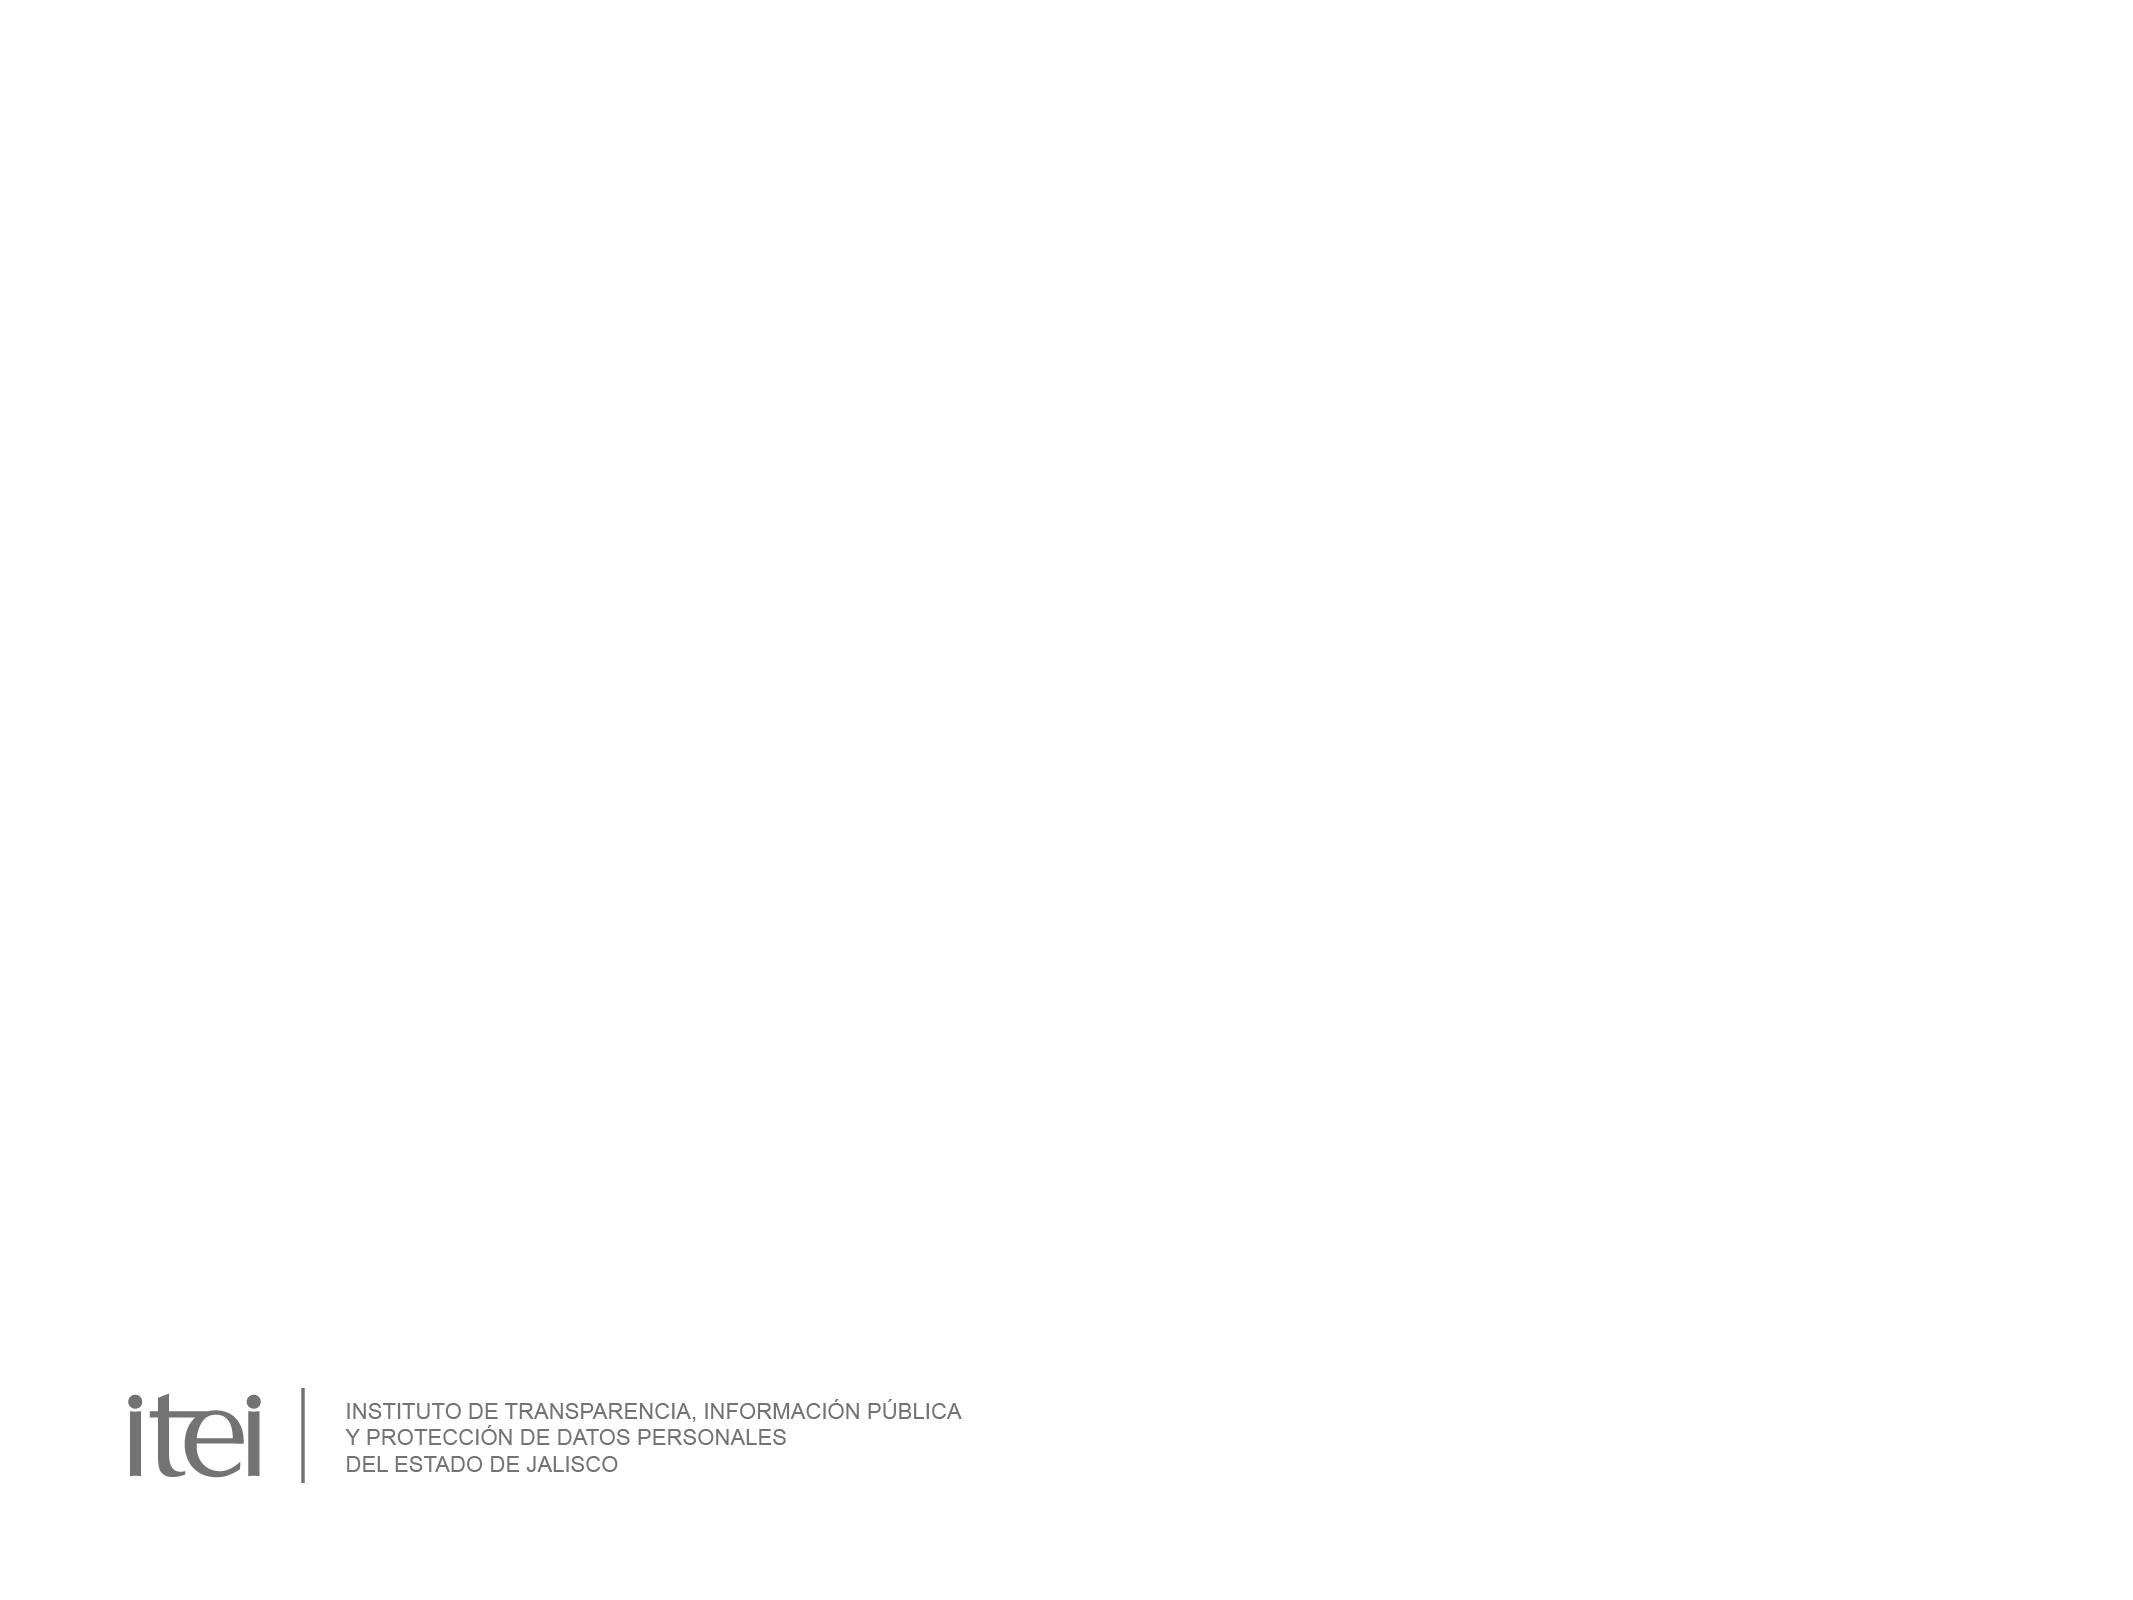 itei
INSTITUTO DE TRANSPARENCIA, INFORMACIÓN PÚBLICA
Y PROTECCIÓN DE DATOS PERSONALES
DEL ESTADO DE JALISCO